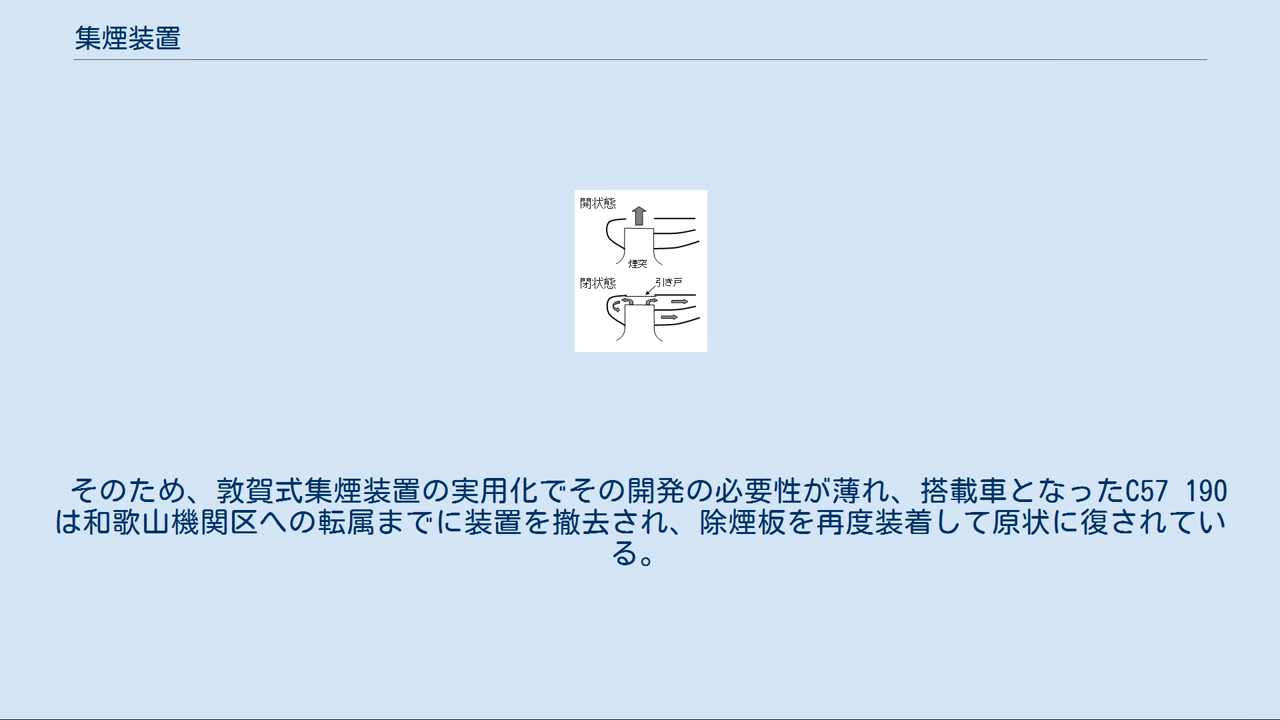 集煙装置
開状態
煙突
閉状態
引き戸
そのため、敦賀式集煙装置の実用化でその開発の必要性が薄れ、搭載車となったC57 190
は和歌山機関区への転属までに装置を撤去され、除煙板を再度装着して原状に復されてい
る。